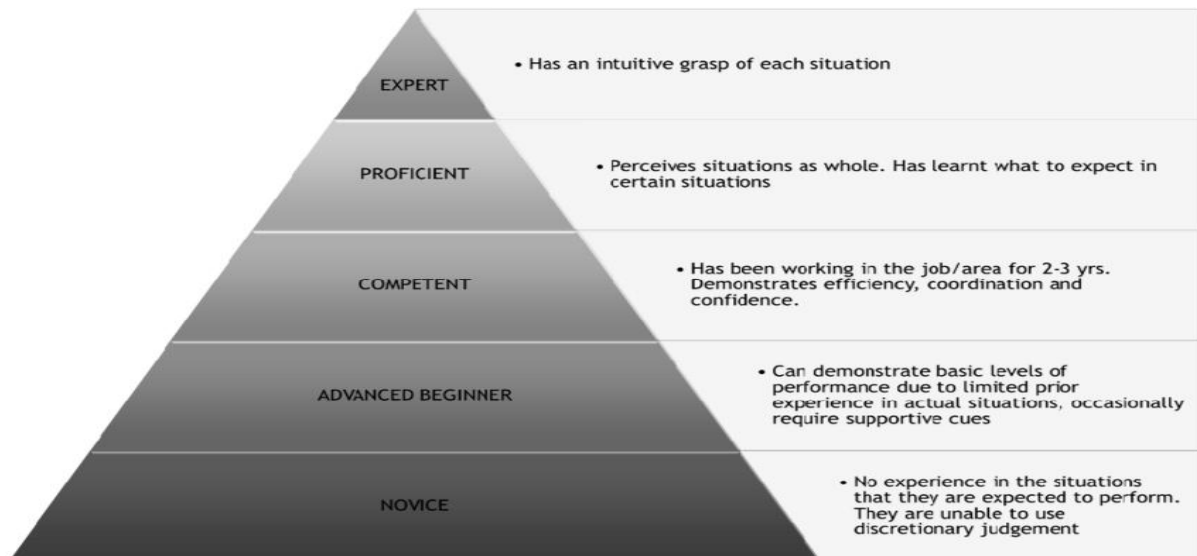 EXPERT
• Has an intuitive grasp of each situation
PROFICIENT
• Perceives situations as whole. Has learnt what to expect in
certain situations
COMPETENT
• Has been working in the job/area for 2-3 yrs.
Demonstrates efficiency, coordination and
confidence.
ADVANCED BEGINNER
• Can demonstrate basic levels of
performance due to limited prior
experience in actual situations, occasionally
require supportive cues
NOVICE
• No experience in the situations
that they are expected to perform.
They are unable to use
discretionary judgement